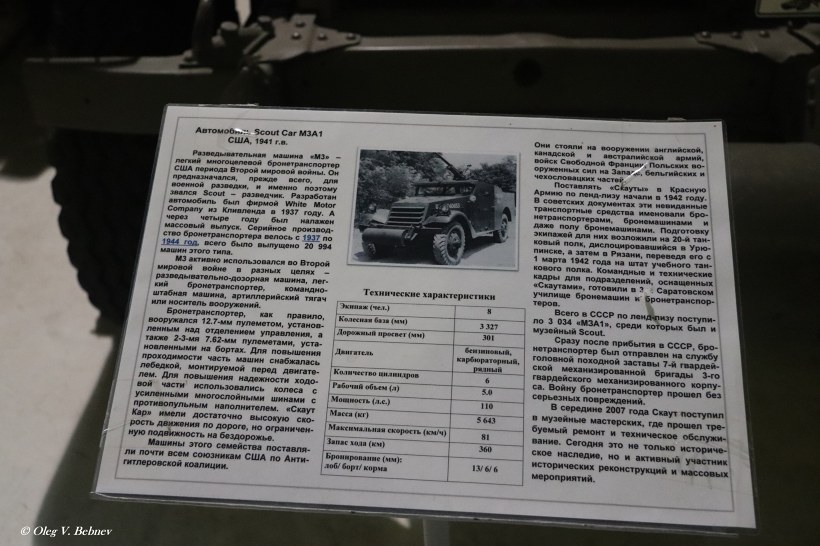 Автомобиль Scout Car M3A1
США, 1941 г.в.
Разведывательная машина «М3» –
легкий многоцелевой бронетранспортер
США периода Второй мировой войны. Он
предназначался, прежде всего, для
военной разведки, и именно поэтому
звался Scout – разведчик. Разработан
автомобиль был фирмой White Motor
Company из Кливленда в 1937 году. А
через четыре году был налажен
массовый выпуск. Серийное производ-
ство бронетранспортера велось с 1937 по
1944 год, всего было выпущено 20 994
машин этого типа.
М3 активно использовался во Второй
мировой войне в разных целях –
разведывательно-дозорная машина, лег-
кий бронетранспортер, командно-
штабная машина, артиллерийский тягач
или носитель вооружений.
Бронетранспортер, как правило,
вооружался 12.7-мм пулеметом, установ-
ленным над отделением управления, а
также 2-3-мя 7.62-мм пулеметами, уста-
новленными на бортах. Для повышения
проходимости часть машин снабжалась
лебедкой, монтируемой перед двигате-
лем. Для повышения надежности ходо-
вой части использовались колеса с
усиленными многослойными шинами с
противопульным наполнителем. «Скаут
Кар» имели достаточно высокую ско-
рость движения по дороге, но ограничен-
ную подвижность на бездорожье.
Машины этого семейства поставля-
ли почти всем союзникам США по Анти-
гитлеровской коалиции.
Технические характеристики
Экипаж (чел.) 8
Колесная база (мм) 3 327
Дорожный просвет (мм) 301
Двигатель бензиновый,
карбюраторный,
рядный
Количество цилиндров 6
Рабочий объем (л) 5.0
Мощность (л.с.) 110
Масса (кг) 5 643
Максимальная скорость (км/ч) 81
Запас хода (км) 360
Бронирование (мм):
лоб/ борт/ корма 13/ 6/ 6
Они стояли на вооружении английской,
канадской и австралийской армий,
войск Свободной Франции, Польских во-
оруженных сил на Западе, бельгийских и
чехословацких частей.
Поставлять «Скауты» в Красную
Армию по ленд-лизу начали в 1942 году.
В советских документах эти невиданные
транспортные средства именовали бро-
нетранспортерами, бронемашинами и
даже полу бронемашинами. Подготовку
экипажей для них возложили на 20-й тан-
ковый полк, дислоцировавшийся в Урю-
пинске, а затем в Рязани, переведя его с
1 марта 1942 года на штат учебного тан-
кового полка. Командные и технические
кадры для подразделений, оснащенных
«Скаутами», готовили в Саратовском
училище бронемашин и бронетранспор-
теров.
Всего в СССР по ленд-лизу поступи-
ло 3 034 «М3А1», среди которых был и
музейный Scout.
Сразу после прибытия в СССР, бро-
нетранспортер был отправлен на службу
головной походной заставы 7-й гвардей-
ской механизированной бригады 3-го
гвардейского механизированного корпу-
са. Войну бронетранспортер прошел без
серьезных повреждений.
В середине 2007 года Скаут поступил
в музейные мастерских, где прошел тре-
буемый ремонт и техническое обслужи-
вание. Сегодня это не только историче-
ское наследие, но и активный участник
исторических реконструкций и массовых
мероприятий.
© Oleg V. Bebnev